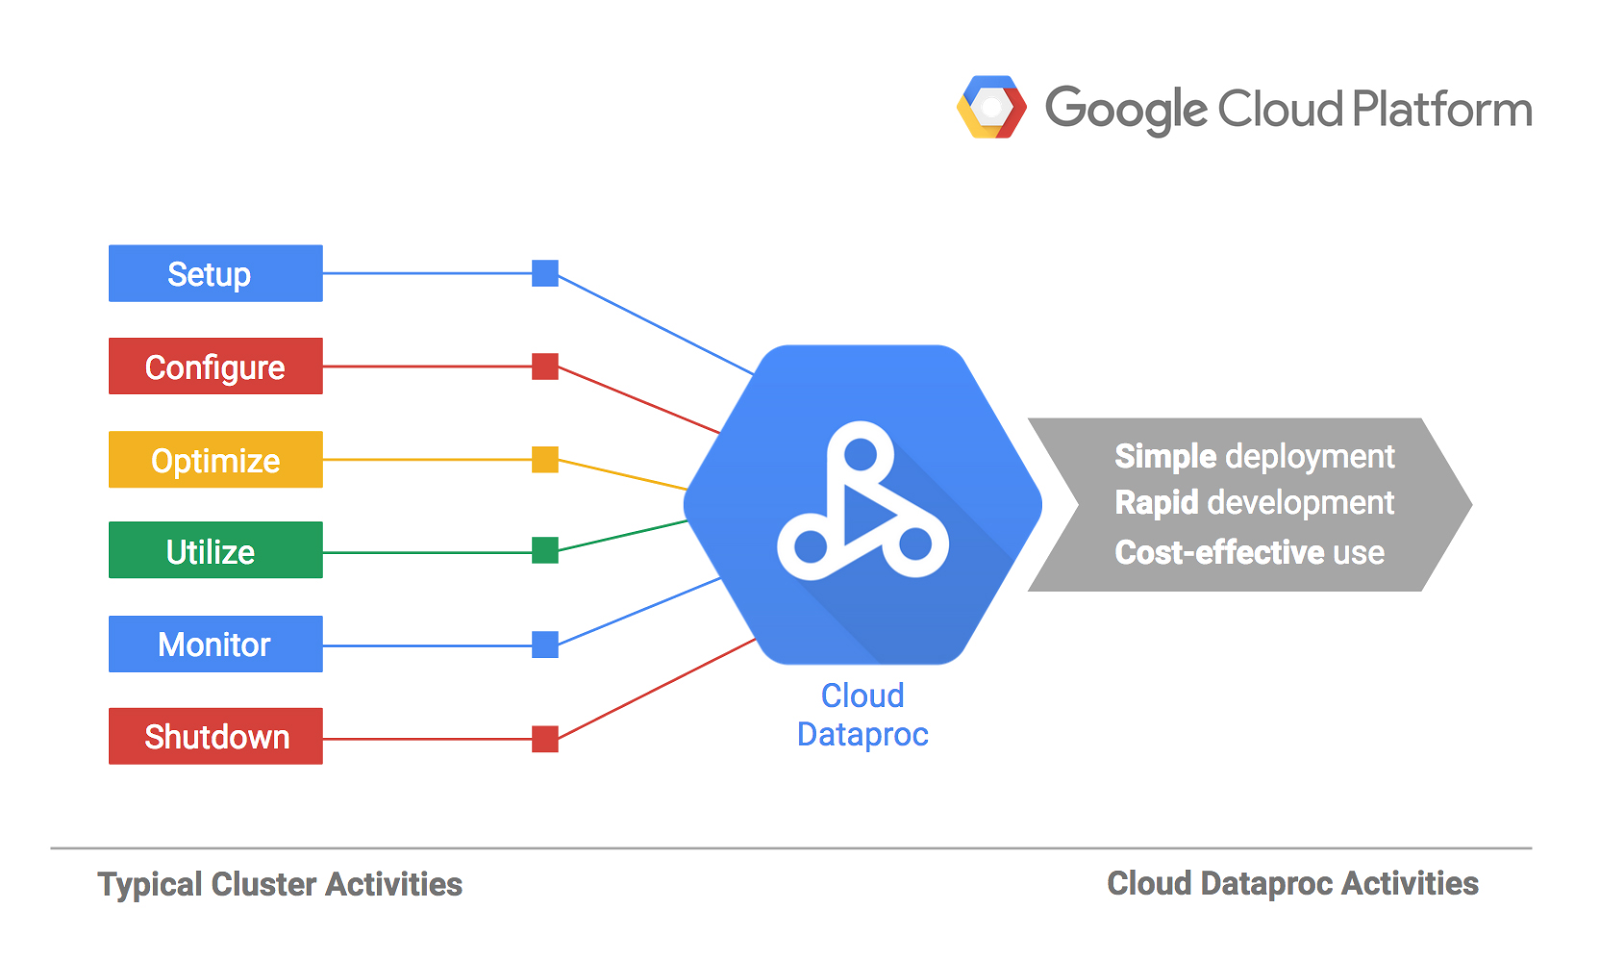 Google Cloud Platform
Setup
Configure
Optimize
Utilize
Monitor
Shutdown
Cloud
Dataproc
Simple deployment
Rapid development
Cost-effective use
Typical Cluster Activities
Cloud Dataproc Activities